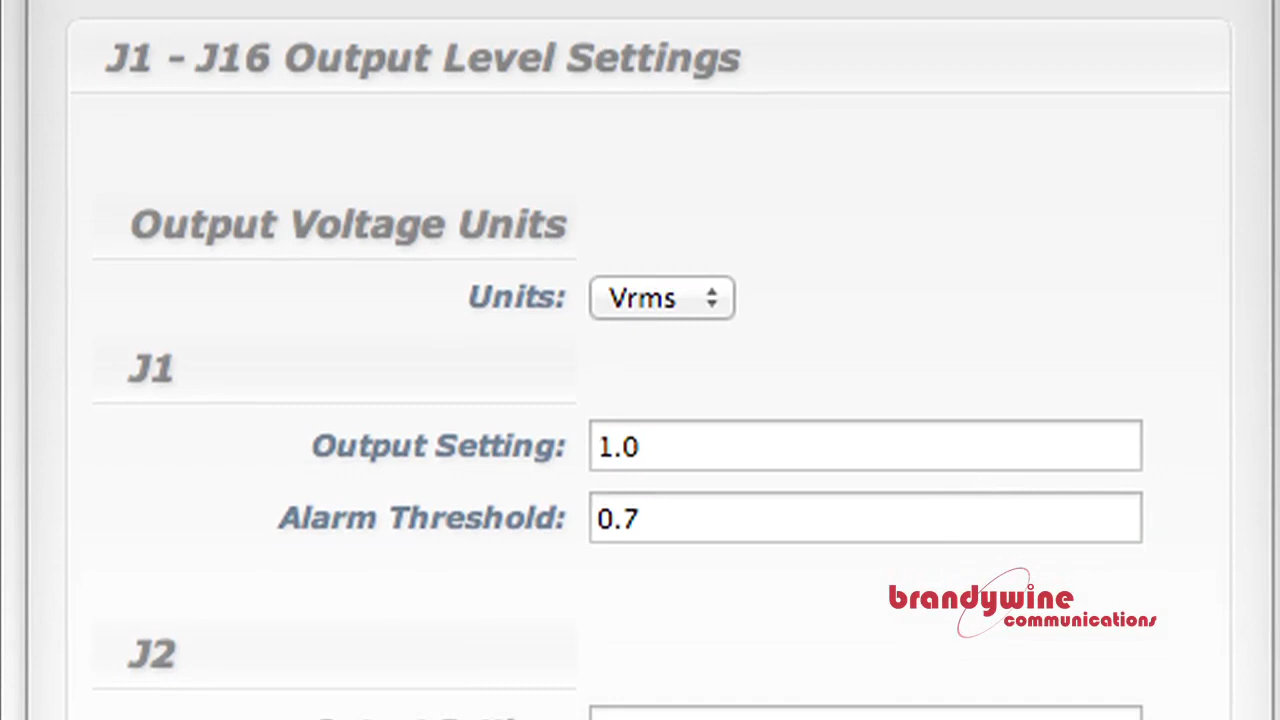 J1 - J16 Output Level Settings
Output Voltage Units
Units: Vrms
J1
Output Setting: 1.0
Alarm Threshold: 0.7
brandywine
communications
J2